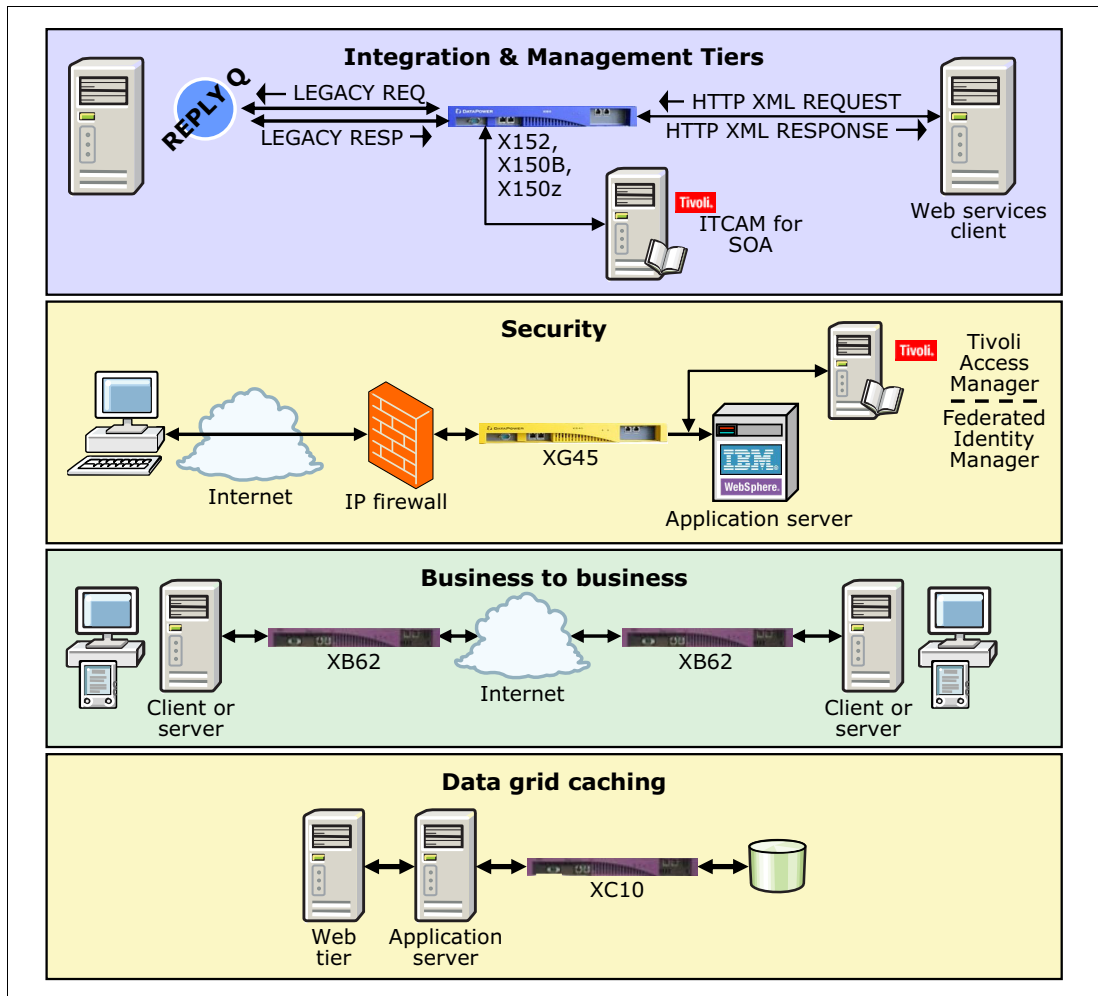 Integration & Management Tiers
REPLY Q
LEGACY REQ
LEGACY RESP
DATAPOWER
HTTP XML REQUEST
HTTP XML RESPONSE
X152,
X150B,
X150z
Tivoli.
ITCAM for
SOA
Web services
client
Security
Internet
IP firewall
DATAPOWER
XG45
IBM.
WebSphere.
Application server
Tivoli.
Tivoli
Access
Manager
Federated
Identity
Manager
Business to business
Client or
server
XB62
Internet
XB62
Client or
server
Data grid caching
Web
tier
Application
server
XC10